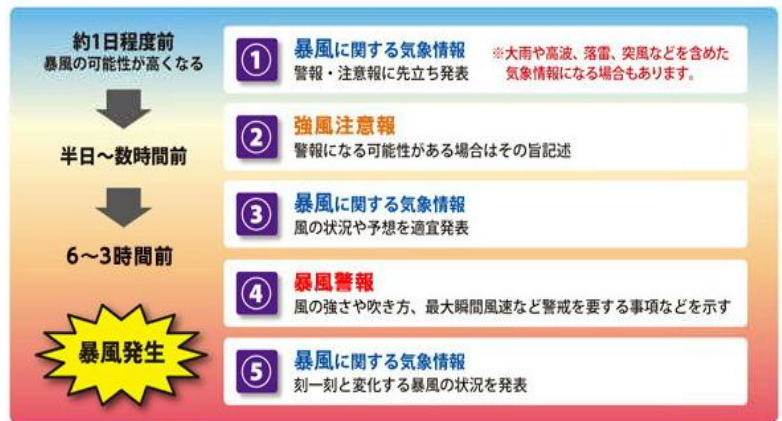 約1日程度前
暴風の可能性が高くなる
半日～数時間前
6～3時間前
暴風発生
①
暴風に関する気象情報
警報・注意報に先立ち発表
※大雨や高波、落雷、突風などを含めた
気象情報になる場合もあります。
②
強風注意報
警報になる可能性がある場合はその旨記述
③
暴風に関する気象情報
風の状況や予想を適宜発表
④
暴風警報
風の強さや吹き方、最大瞬間風速など警戒を要する事項などを示す
⑤
暴風に関する気象情報
刻一刻と変化する暴風の状況を発表